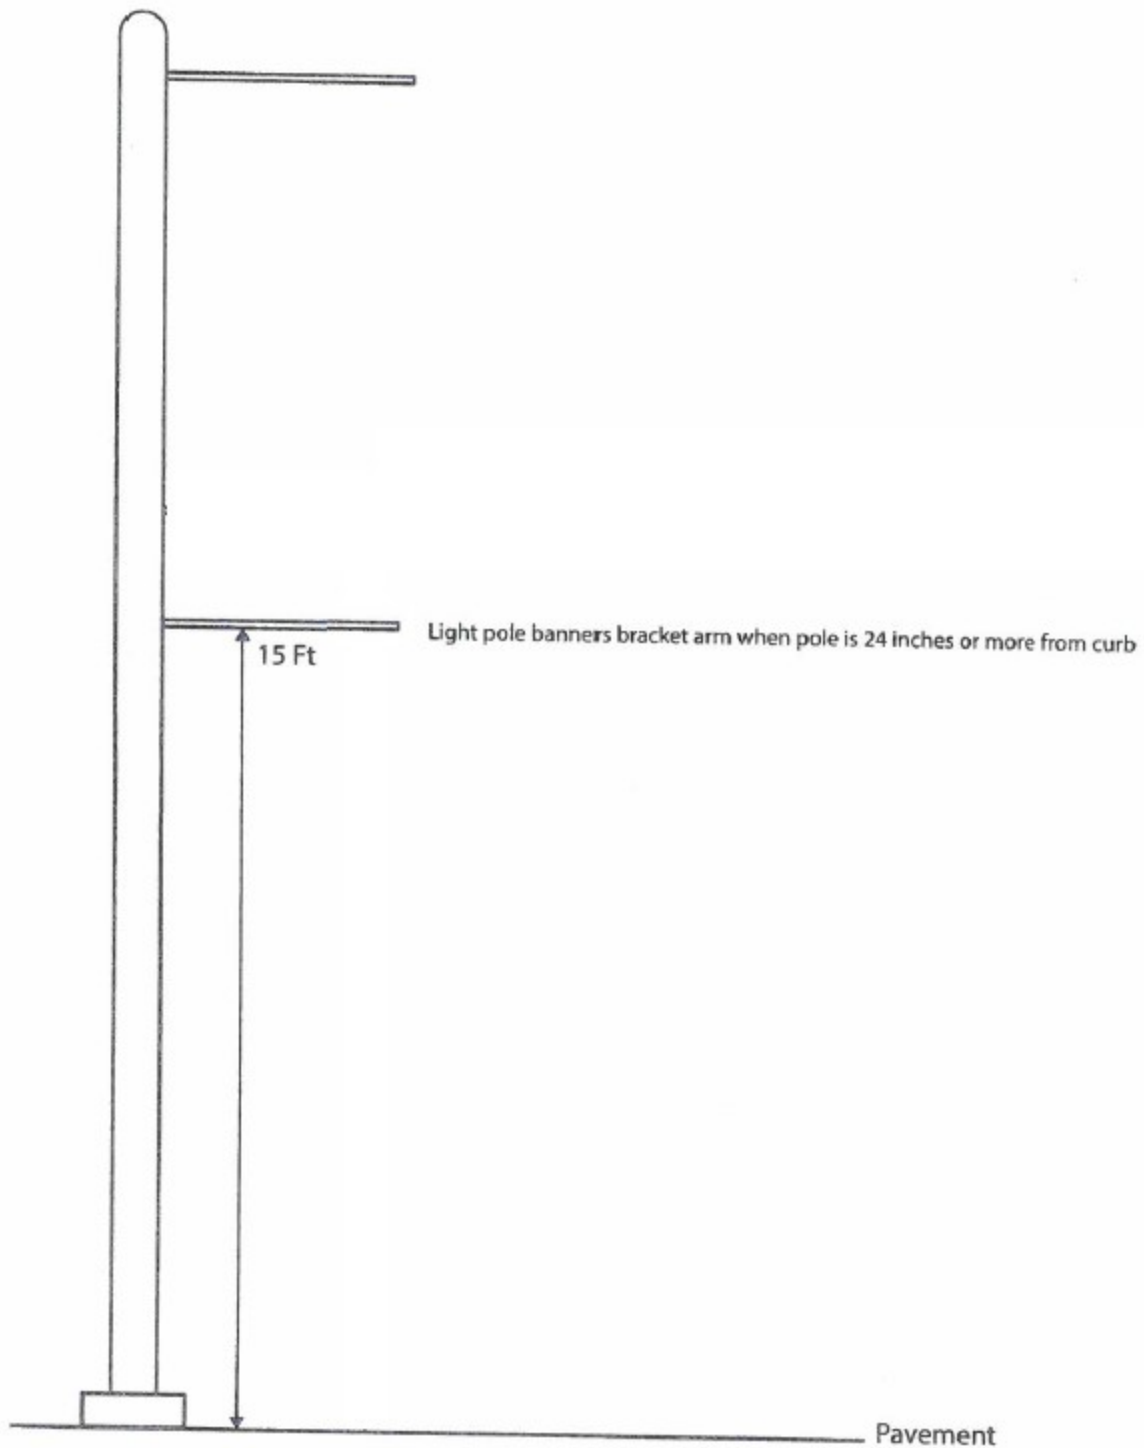 Light pole banners bracket arm when pole is 24 inches or more from curb
15 Ft
Pavement